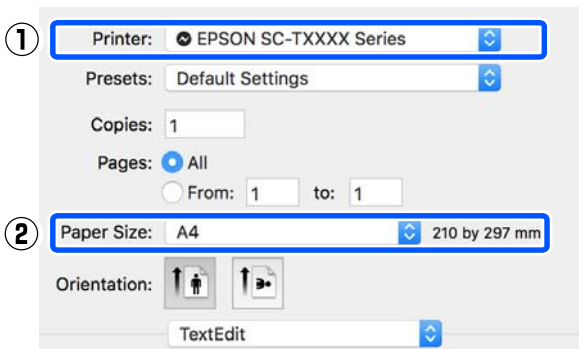 ① Printer: EPSON SC-TXXXX Series
Presets: Default Settings
Copies: 1
Pages: All
From: 1 to: 1
② Paper Size: A4 210 by 297 mm
Orientation:
TextEdit